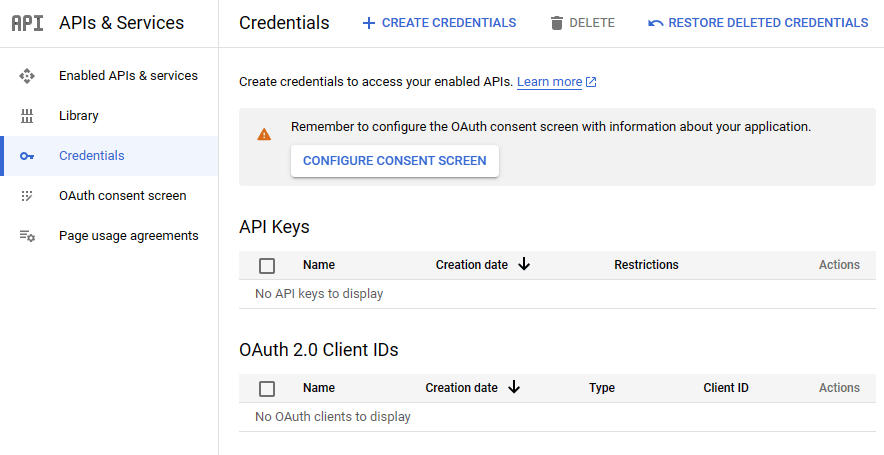 API APIs & Services
Credentials
CREATE CREDENTIALS
DELETE
RESTORE DELETED CREDENTIALS
Enabled APIs & services
Library
Credentials
OAuth consent screen
Page usage agreements
Create credentials to access your enabled APIs. Learn more
Remember to configure the OAuth consent screen with information about your application.
CONFIGURE CONSENT SCREEN
API Keys
Name Creation date Restrictions Actions
No API keys to display
OAuth 2.0 Client IDs
Name Creation date Type Client ID Actions
No OAuth clients to display